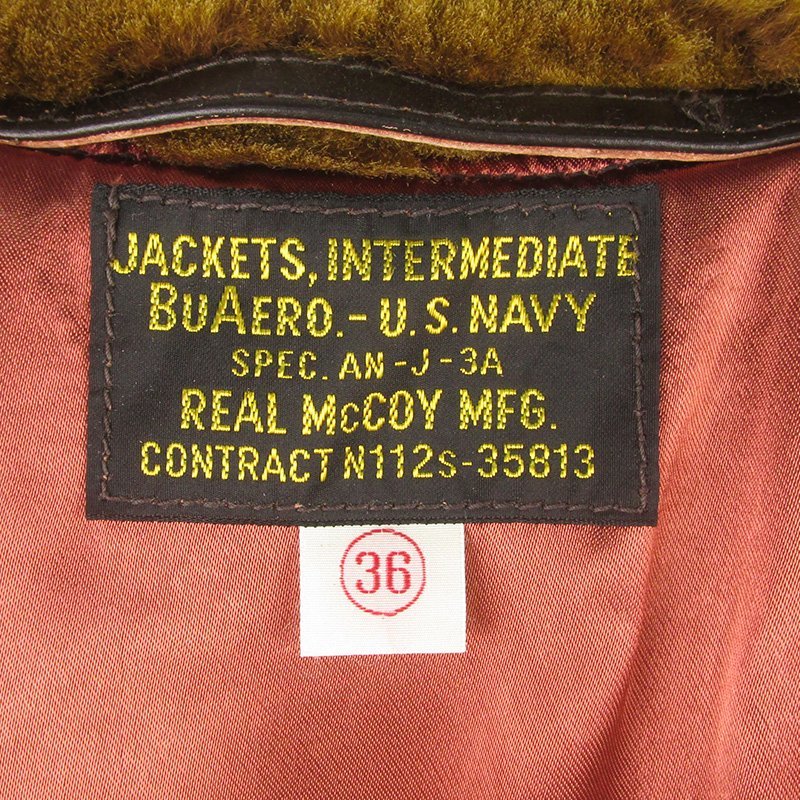 JACKETS, INTERMEDIATE
BuAERO.-U.S. NAVY
SPEC. AN-J-3A
REAL McCOY MFG.
CONTRACT N112s-35813
36